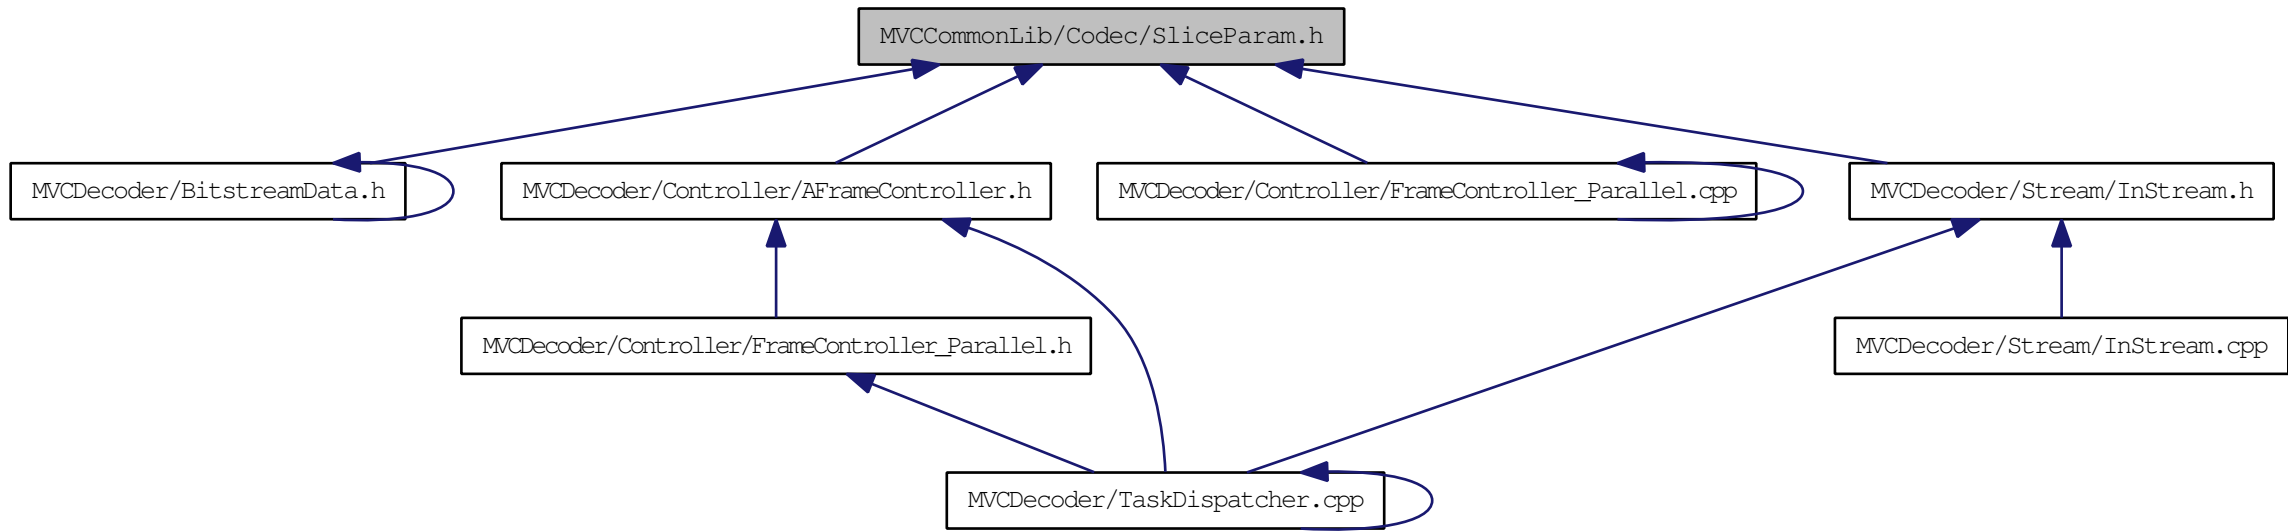 MVCCommonLib/Codec/SliceParam.h
MVCDecoder/BitstreamData.h
MVCDecoder/Controller/AFrameController.h
MVCDecoder/Controller/FrameController_Parallel.cpp
MVCDecoder/Stream/InStream.h
MVCDecoder/Controller/FrameController_Parallel.h
MVCDecoder/Stream/InStream.cpp
MVCDecoder/TaskDispatcher.cpp